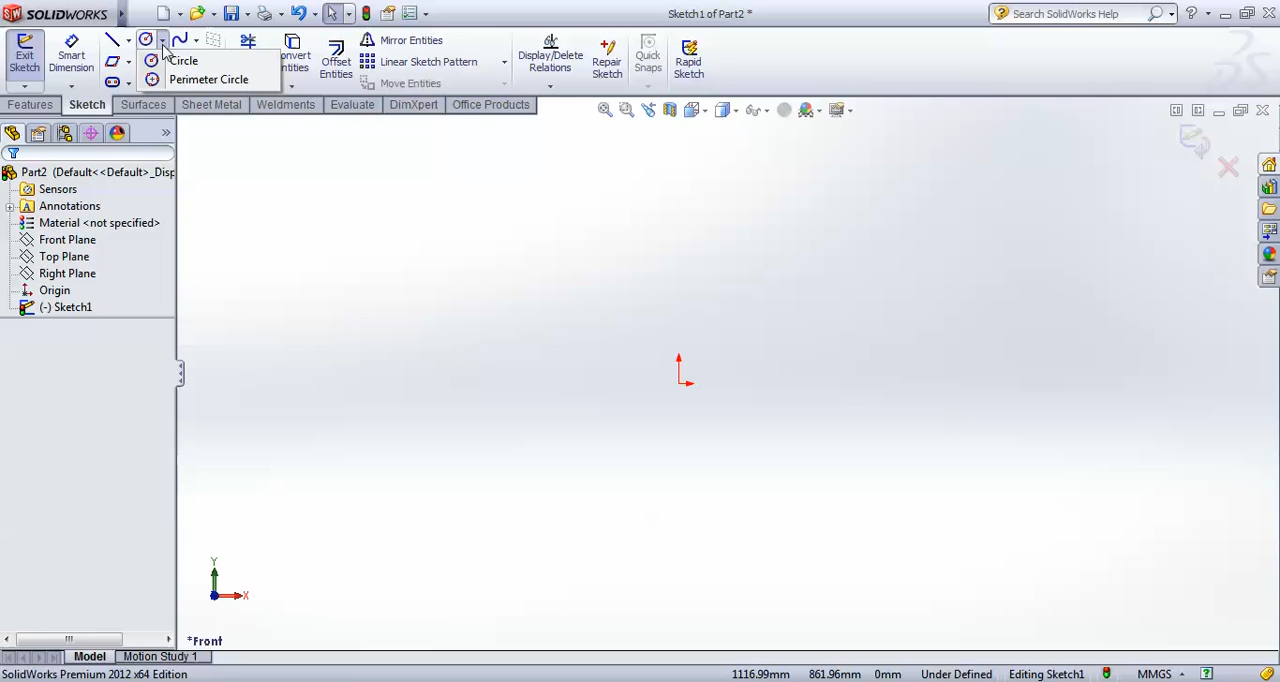 SOLIDWORKS
Sketch1 of Part2 *
Search SolidWorks Help
Exit Sketch
Smart Dimension
Circle
Perimeter Circle
Entities
Offset Entities
Mirror Entities
Linear Sketch Pattern
Move Entities
Display/Delete Relations
Repair Sketch
Quick Snaps
Rapid Sketch
Features
Sketch
Surfaces
Sheet Metal
Weldments
Evaluate
DimXpert
Office Products
Part2 (Default<<Default>_Disp
Sensors
Annotations
Material <not specified>
Front Plane
Top Plane
Right Plane
Origin
(-) Sketch1
Y
X
*Front
Model
Motion Study 1
SolidWorks Premium 2012 x64 Edition
1116.99mm
861.96mm
0mm
Under Defined
Editing Sketch1
MMGS